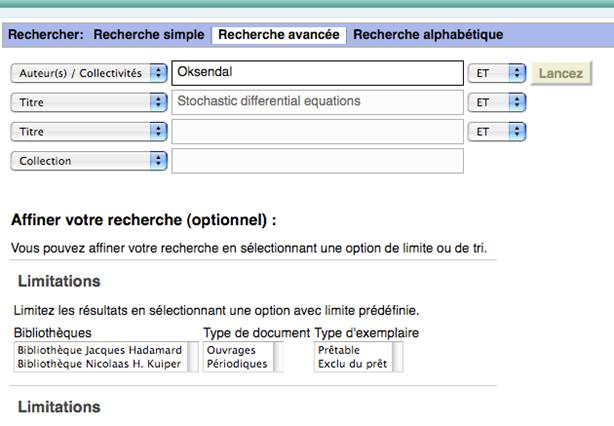 Rechercher: Recherche simple Recherche avancée Recherche alphabétique
Auteur(s) / Collectivités Oksendal ET Lancez
Titre Stochastic differential equations ET
Titre ET
Collection
Affiner votre recherche (optionnel) :
Vous pouvez affiner votre recherche en sélectionnant une option de limite ou de tri.
Limitations
Limitez les résultats en sélectionnant une option avec limite prédéfinie.
Bibliothèques Type de document Type d'exemplaire
Bibliothèque Jacques Hadamard Ouvrages Prêtable
Bibliothèque Nicolaas H. Kuiper Périodiques Exclu du prêt
Limitations